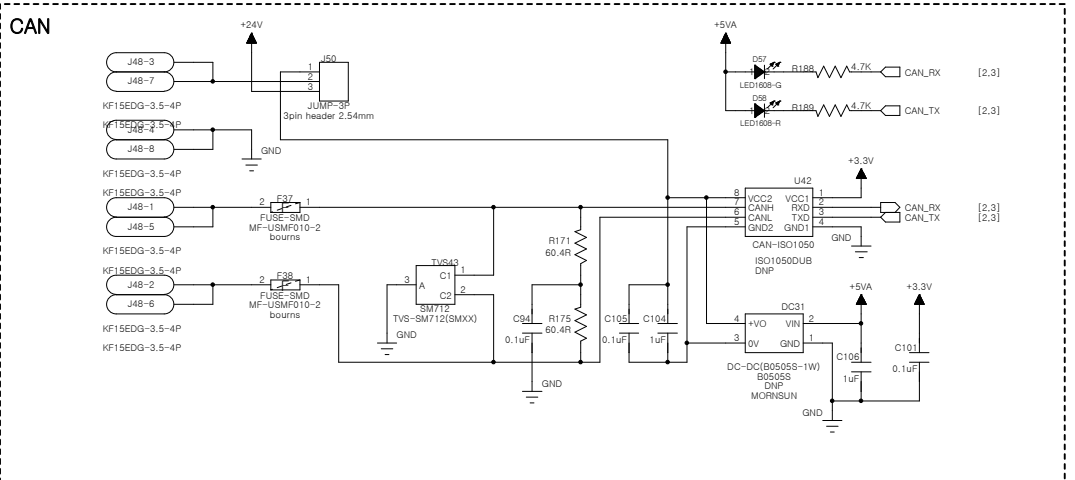 CAN
+24V
J48-3
J48-7
KF15EDG-3.5-4P
J50
1
2
3
JUMP-3P
3pin header 2.54mm
KF15EDG-3.5-4P
J48-4
J48-8
GND
KF15EDG-3.5-4P
KF15EDG-3.5-4P
J48-1
J48-5
2
F37
1
FUSE-SMD
MF-USMF010-2
bourns
KF15EDG-3.5-4P
KF15EDG-3.5-4P
J48-2
J48-6
2
F38
1
FUSE-SMD
MF-USMF010-2
bourns
KF15EDG-3.5-4P
KF15EDG-3.5-4P
TVS43
3
A
C1
1
C2
2
SM712
TVS-SM712(SMXX)
GND
R171
60.4R
C94
0.1uF
R175
60.4R
GND
C105
0.1uF
C104
1uF
+5VA
D57
LED1608-G
R188
4.7K
CAN_RX
[2,3]
D58
LED1608-R
R189
4.7K
CAN_TX
[2,3]
+3.3V
U42
8
VCC2
VCC1
1
7
CANH
RXD
2
CAN_RX
[2,3]
6
CANL
TXD
3
CAN_TX
[2,3]
5
GND2
GND1
4
GND
CAN-ISO1050
ISO1050DUB
DNP
+5VA
+3.3V
DC31
4
+VO
VIN
2
3
0V
GND
1
DC-DC(B0505S-1W)
B0505S
DNP
MORNSUN
C106
1uF
C101
0.1uF
GND